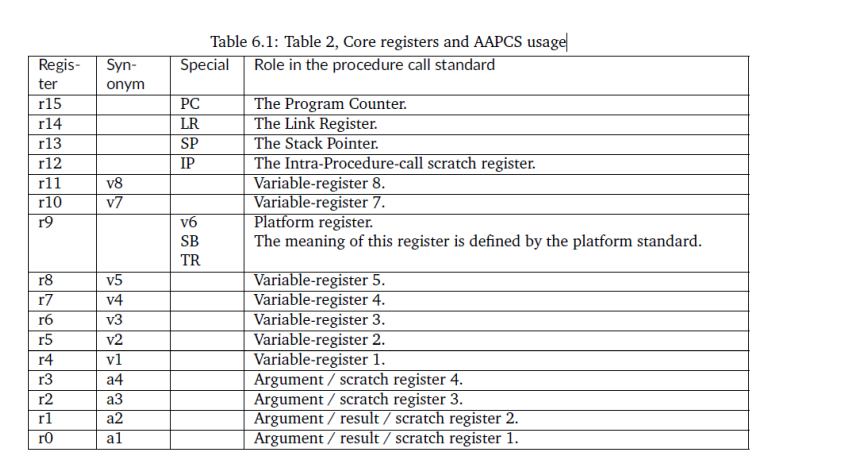 Table 6.1: Table 2, Core registers and AAPCS usage
Regis- Syn- Special Role in the procedure call standard
ter onym
r15 PC The Program Counter.
r14 LR The Link Register.
r13 SP The Stack Pointer.
r12 IP The Intra-Procedure-call scratch register.
r11 v8 Variable-register 8.
r10 v7 Variable-register 7.
r9 v6 Platform register.
SB The meaning of this register is defined by the platform standard.
TR
r8 v5 Variable-register 5.
r7 v4 Variable-register 4.
r6 v3 Variable-register 3.
r5 v2 Variable-register 2.
r4 v1 Variable-register 1.
r3 a4 Argument / scratch register 4.
r2 a3 Argument / scratch register 3.
r1 a2 Argument / result / scratch register 2.
r0 a1 Argument / result / scratch register 1.